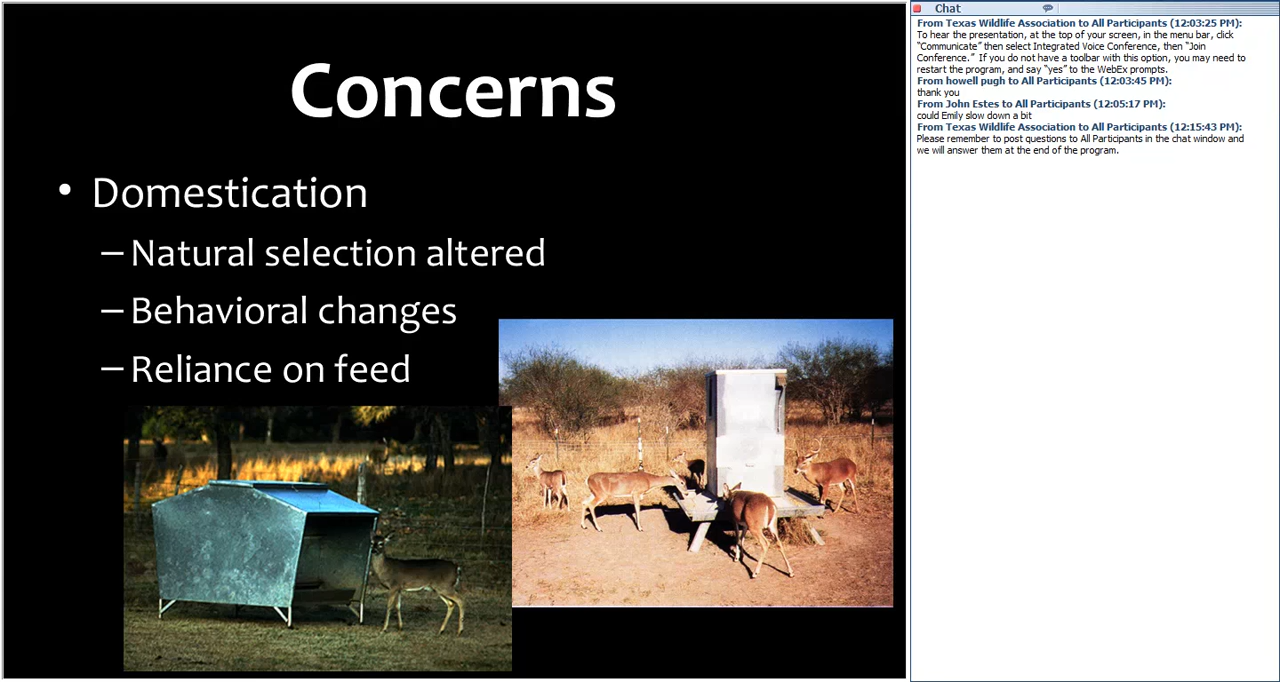 Concerns
• Domestication
– Natural selection altered
– Behavioral changes
– Reliance on feed
Chat
From Texas Wildlife Association to All Participants (12:03:25 PM):
To hear the presentation, at the top of your screen, in the menu bar, click
“Communicate” then select Integrated Voice Conference, then “Join
Conference.”  If you do not have a toolbar with this option, you may need to
restart the program, and say “yes” to the WebEx prompts.
From howell pugh to All Participants (12:03:45 PM):
thank you
From John Estes to All Participants (12:05:17 PM):
could Emily slow down a bit
From Texas Wildlife Association to All Participants (12:15:43 PM):
Please remember to post questions to All Participants in the chat window and
we will answer them at the end of the program.